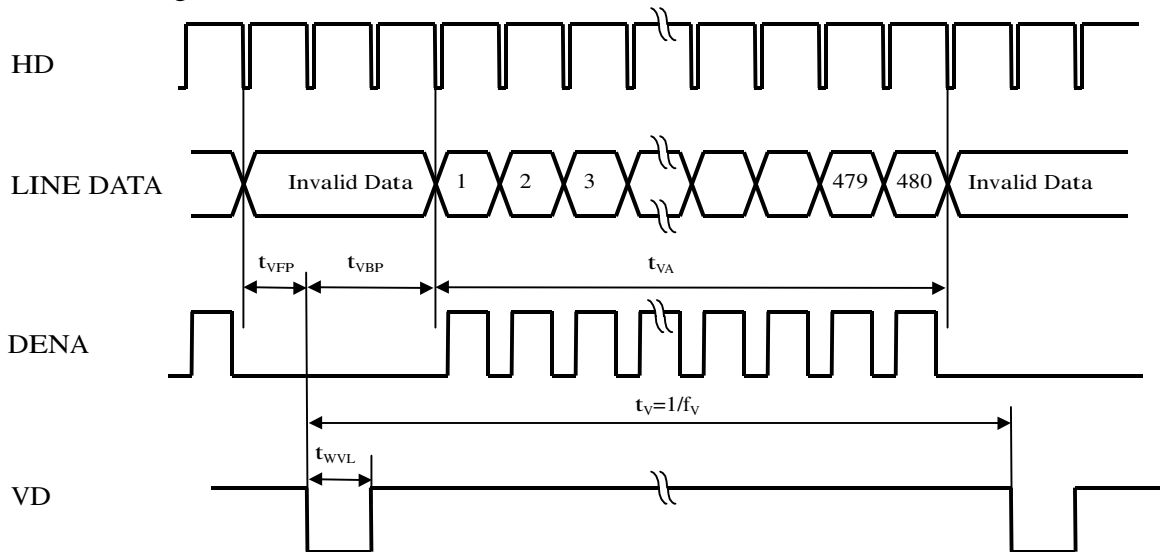 HD
LINE DATA
Invalid Data 1 2 3 479 480 Invalid Data
tVFP tVBP tVA
DENA
tV=1/fV
tWVL
VD